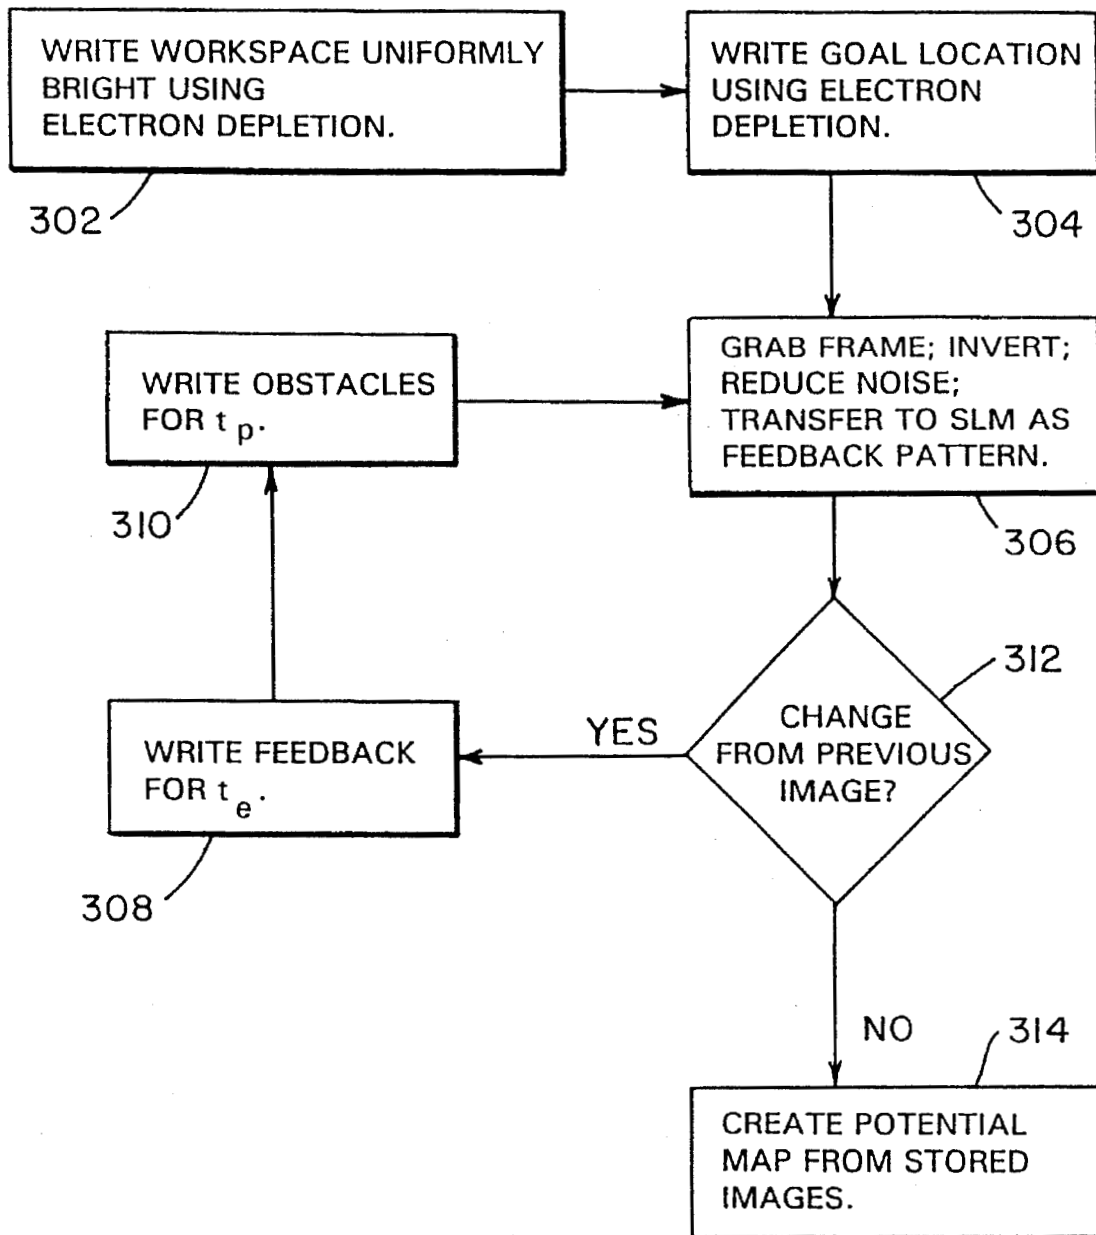 WRITE WORKSPACE UNIFORMLY
BRIGHT USING
ELECTRON DEPLETION.
302
WRITE GOAL LOCATION
USING ELECTRON
DEPLETION.
304
WRITE OBSTACLES
FOR t p.
310
GRAB FRAME; INVERT;
REDUCE NOISE;
TRANSFER TO SLM AS
FEEDBACK PATTERN.
306
312
CHANGE
FROM PREVIOUS
IMAGE?
YES
WRITE FEEDBACK
FOR t e.
308
NO
314
CREATE POTENTIAL
MAP FROM STORED
IMAGES.